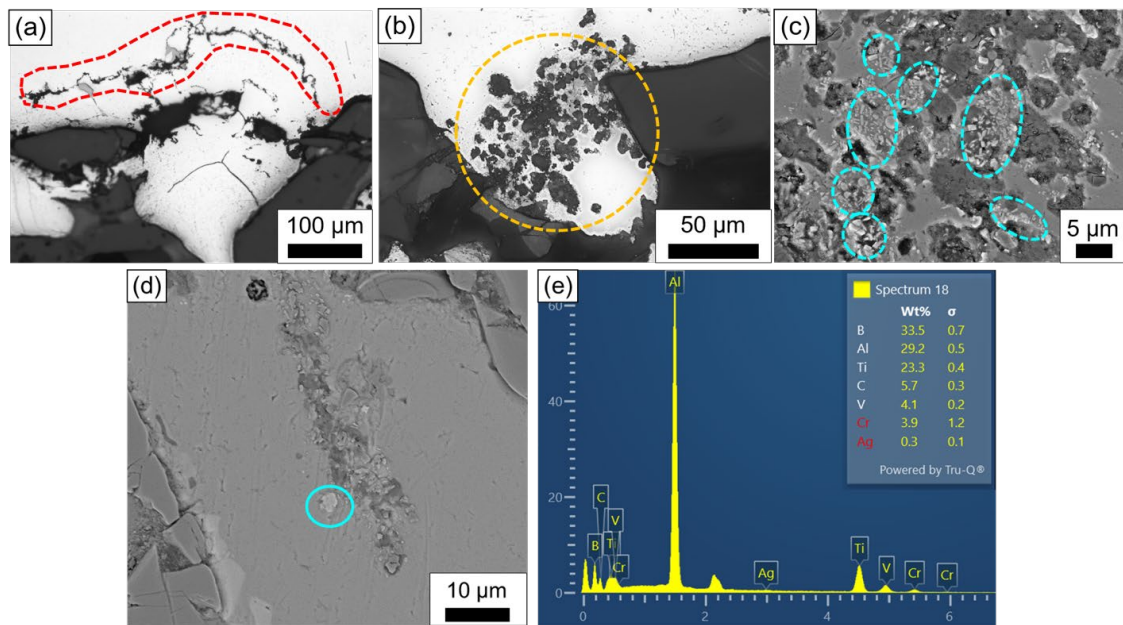 (a)
100 µm
(b)
50 µm
(c)
5 µm
(d)
10 µm
(e)
Al
60
40
20
0
C
V
B
Ti
Cr
Ag
Ti
V
Cr
Cr
0
2
4
6
Spectrum 18
Wt% σ
B 33.5 0.7
Al 29.2 0.5
Ti 23.3 0.4
C 5.7 0.3
V 4.1 0.2
Cr 3.9 1.2
Ag 0.3 0.1
Powered by Tru-Q®